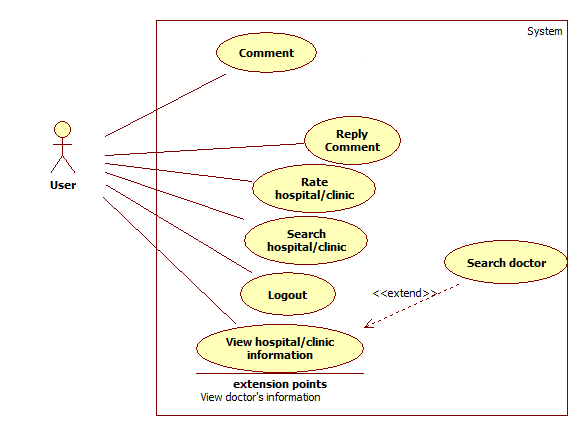 System
Comment
Reply
Comment
User
Rate
hospital/clinic
Search
hospital/clinic
Search doctor
Logout
<<extend>>
View hospital/clinic
information
extension points
View doctor's information